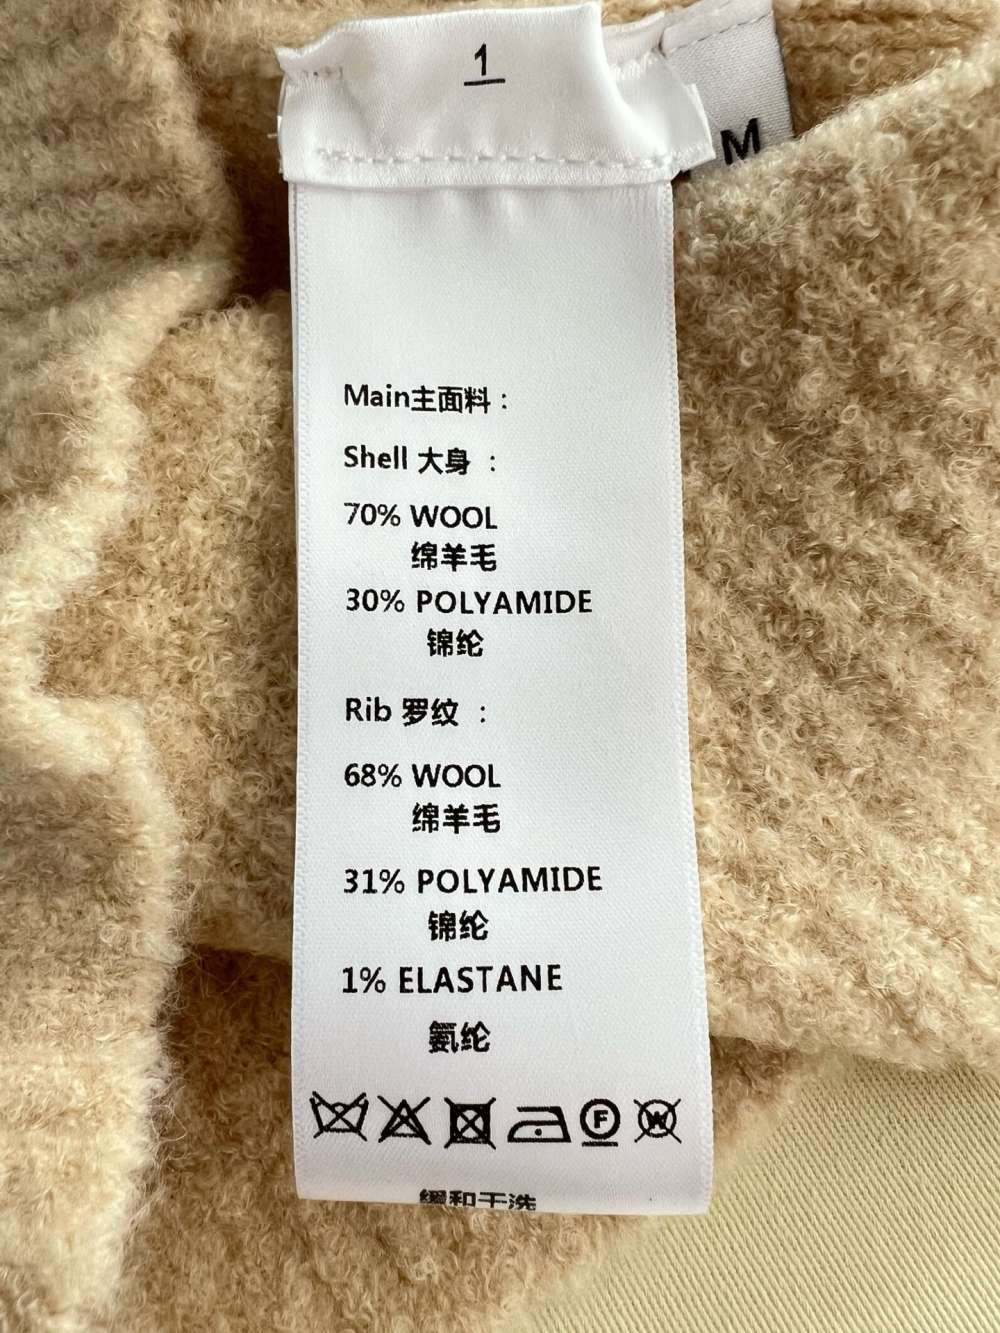 1
M
Main主面料：
Shell 大身 ：
70% WOOL
绵羊毛
30% POLYAMIDE
锦纶
Rib 罗纹 ：
68% WOOL
绵羊毛
31% POLYAMIDE
锦纶
1% ELASTANE
氨纶
F W
缓和干洗